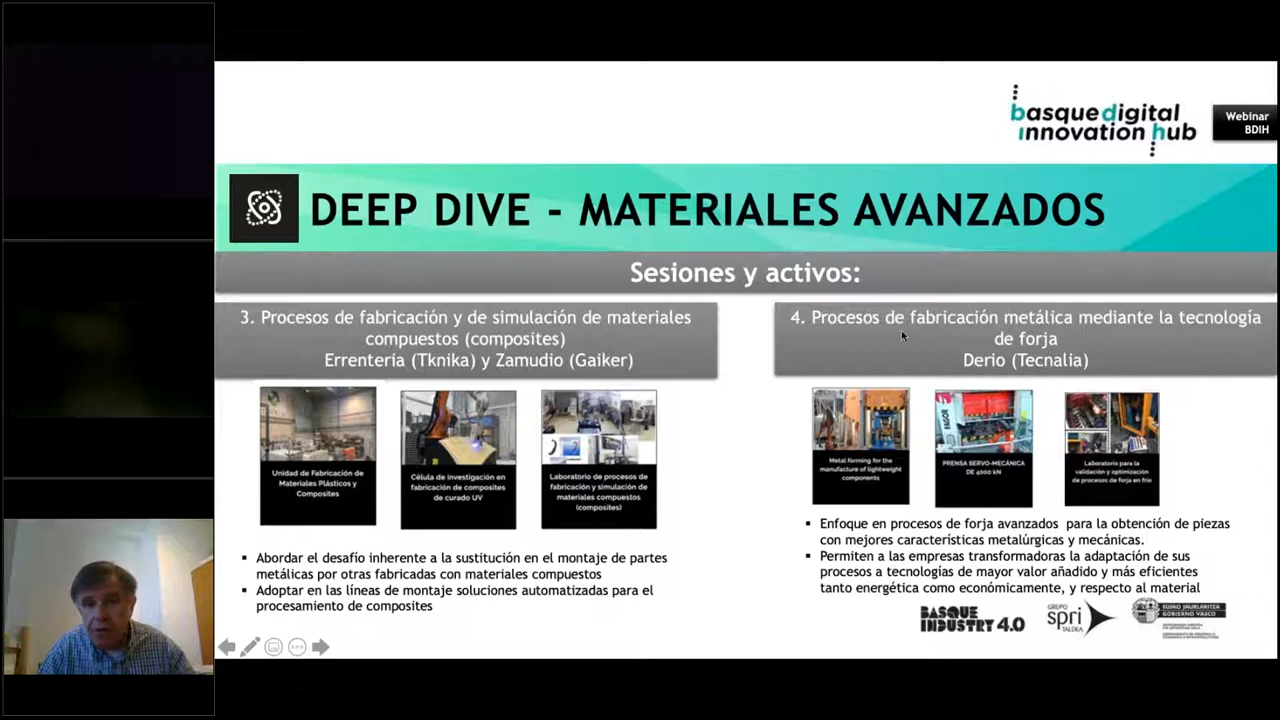 basque digital
innovation hub
Webinar
BDIH
DEEP DIVE - MATERIALES AVANZADOS
Sesiones y activos:
3. Procesos de fabricación y de simulación de materiales
compuestos (composites)
Errenteria (Tknika) y Zamudio (Gaiker)
Unidad de Fabricación de
Materiales Plásticos y
Composites
Célula de investigación en
fabricación de composites
de curado UV
Laboratorio de procesos de
fabricación y simulación de
materiales compuestos
(composites)
▪ Abordar el desafío inherente a la sustitución en el montaje de partes
metálicas por otras fabricadas con materiales compuestos
▪ Adoptar en las líneas de montaje soluciones automatizadas para el
procesamiento de composites
4. Procesos de fabricación metálica mediante la tecnología
de forja
Derio (Tecnalia)
Metal forming for the
manufacture of lightweight
components
FAGOR
PRENSA SERVO-MECÁNICA
DE 4000 kN
Laboratorio para la
validación y optimización
de procesos de forja en frío
▪ Enfoque en procesos de forja avanzados para la obtención de piezas
con mejores características metalúrgicas y mecánicas.
▪ Permiten a las empresas transformadoras la adaptación de sus
procesos a tecnologías de mayor valor añadido y más eficientes
tanto energética como económicamente, y respecto al material
BASQUE
INDUSTRY 4.0
GRUPO
spri
TALDEA
EUSKO JAURLARITZA
GOBIERNO VASCO